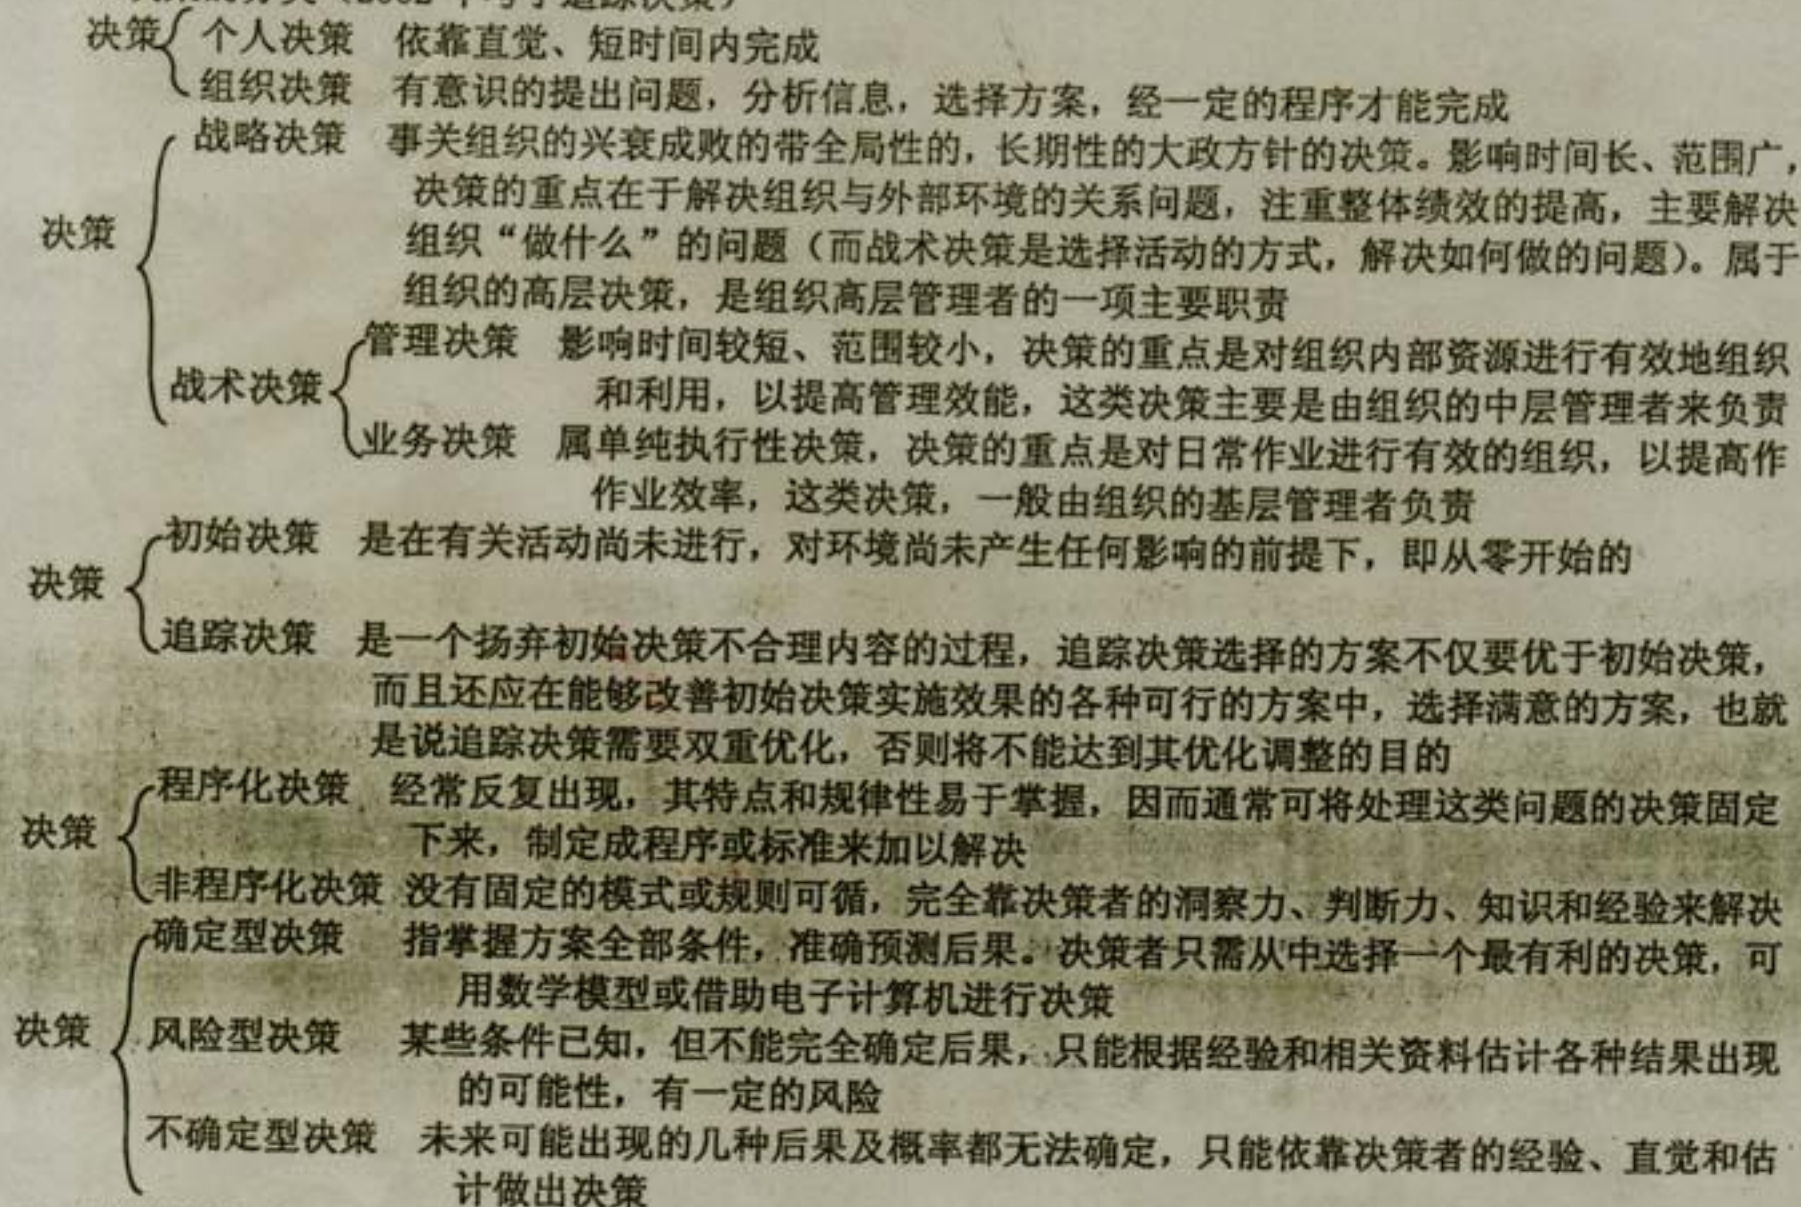 决策 个人决策 依靠直觉、短时间内完成
组织决策 有意识的提出问题，分析信息，选择方案，经一定的程序才能完成
战略决策 事关组织的兴衰成败的带全局性的，长期性的大政方针的决策。影响时间长、范围广，
决策的重点在于解决组织与外部环境的关系问题，注重整体绩效的提高，主要解决
决策
组织“做什么”的问题（而战术决策是选择活动的方式，解决如何做的问题）。属于
组织的高层决策，是组织高层管理者的一项主要职责
管理决策 影响时间较短、范围较小，决策的重点是对组织内部资源进行有效地组织
战术决策 和利用，以提高管理效能，这类决策主要是由组织的中层管理者来负责
业务决策 属单纯执行性决策，决策的重点是对日常作业进行有效的组织，以提高作
作业效率，这类决策，一般由组织的基层管理者负责
初始决策 是在有关活动尚未进行，对环境尚未产生任何影响的前提下，即从零开始的
决策
追踪决策 是一个扬弃初始决策不合理内容的过程，追踪决策选择的方案不仅要优于初始决策，
而且还应在能够改善初始决策实施效果的各种可行的方案中，选择满意的方案，也就
是说追踪决策需要双重优化，否则将不能达到其优化调整的目的
程序化决策 经常反复出现，其特点和规律性易于掌握，因而通常可将处理这类问题的决策固定
决策 下来，制定成程序或标准来加以解决
非程序化决策 没有固定的模式或规则可循，完全靠决策者的洞察力、判断力、知识和经验来解决
确定型决策 指掌握方案全部条件，准确预测后果。决策者只需从中选择一个最有利的决策，可
用数学模型或借助电子计算机进行决策
决策 风险型决策 某些条件已知，但不能完全确定后果，只能根据经验和相关资料估计各种结果出现
的可能性，有一定的风险
不确定型决策 未来可能出现的几种后果及概率都无法确定，只能依靠决策者的经验、直觉和估
计做出决策